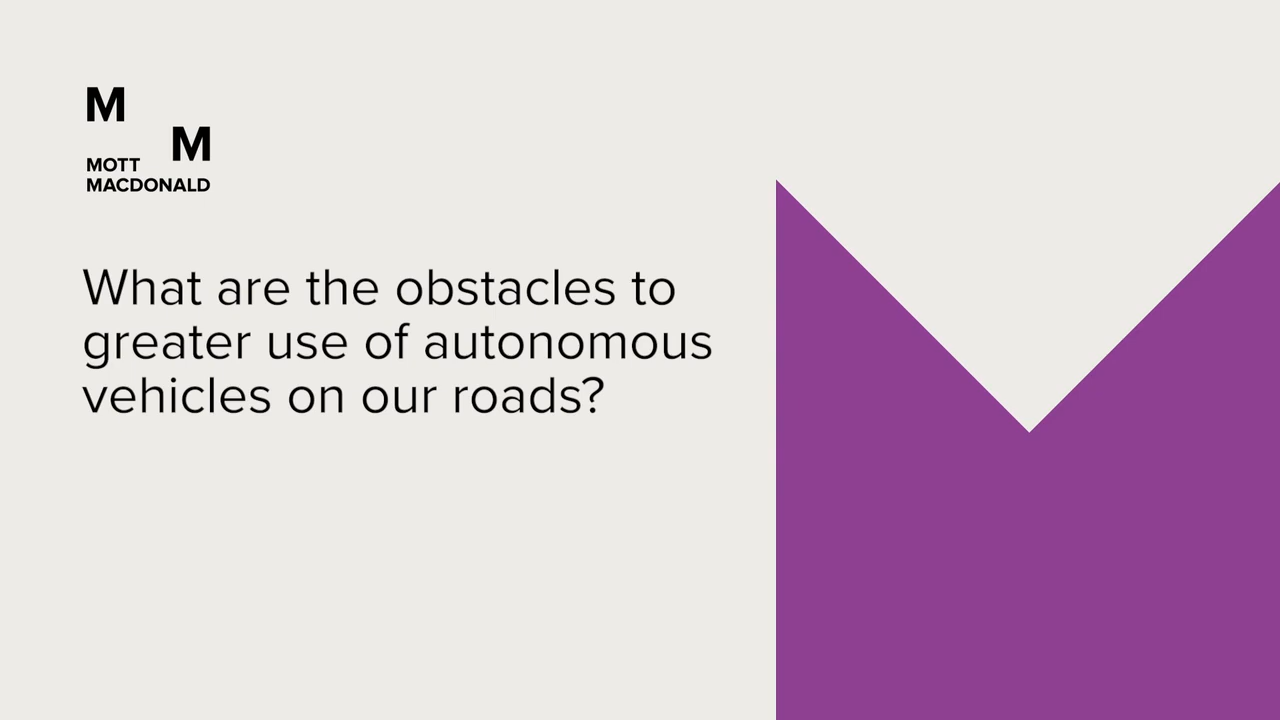 M
M
MOTT
MACDONALD
What are the obstacles to
greater use of autonomous
vehicles on our roads?